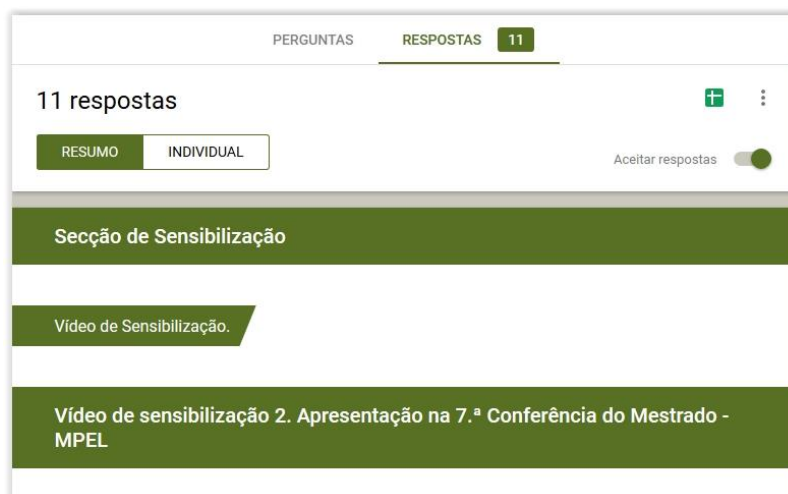 PERGUNTAS RESPOSTAS 11
11 respostas
RESUMO INDIVIDUAL
Aceitar respostas
Secção de Sensibilização
Vídeo de Sensibilização.
Vídeo de sensibilização 2. Apresentação na 7.ª Conferência do Mestrado -
MPEL